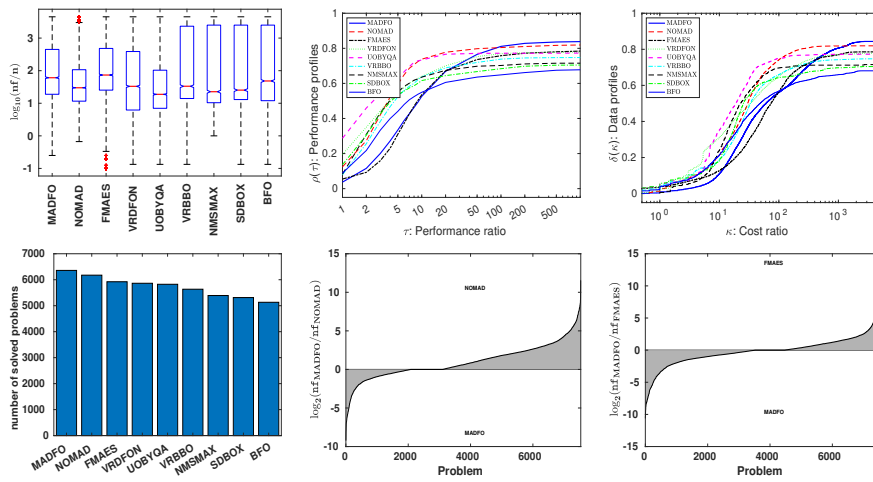 log10(nf/n)
3
2
1
0
-1
MADFO
NOMAD
FMAES
VRDFON
UOBYQA
VRBBO
NMSMAX
SDBOX
BFO
ρ(τ): Performance profiles
1
0.8
0.6
0.4
0.2
0
MADFO
NOMAD
FMAES
VRDFON
UOBYQA
VRBBO
NMSMAX
SDBOX
BFO
1 2 5 10 20 50 100 500
τ: Performance ratio
δ(κ): Data profiles
1
0.8
0.6
0.4
0.2
0
MADFO
NOMAD
FMAES
VRDFON
UOBYQA
VRBBO
NMSMAX
SDBOX
BFO
10^0 10^1 10^2 10^3
κ: Cost ratio
number of solved problems
7000
6000
5000
4000
3000
2000
1000
0
MADFO
NOMAD
FMAES
VRDFON
UOBYQA
VRBBO
NMSMAX
SDBOX
BFO
log2(nfMADFO/nfNOMAD)
15
10
5
0
-5
-10
NOMAD
MADFO
0 2000 4000 6000
Problem
log2(nfMADFO/nfFMAES)
15
10
5
0
-5
-10
-15
FMAES
MADFO
0 2000 4000 6000
Problem